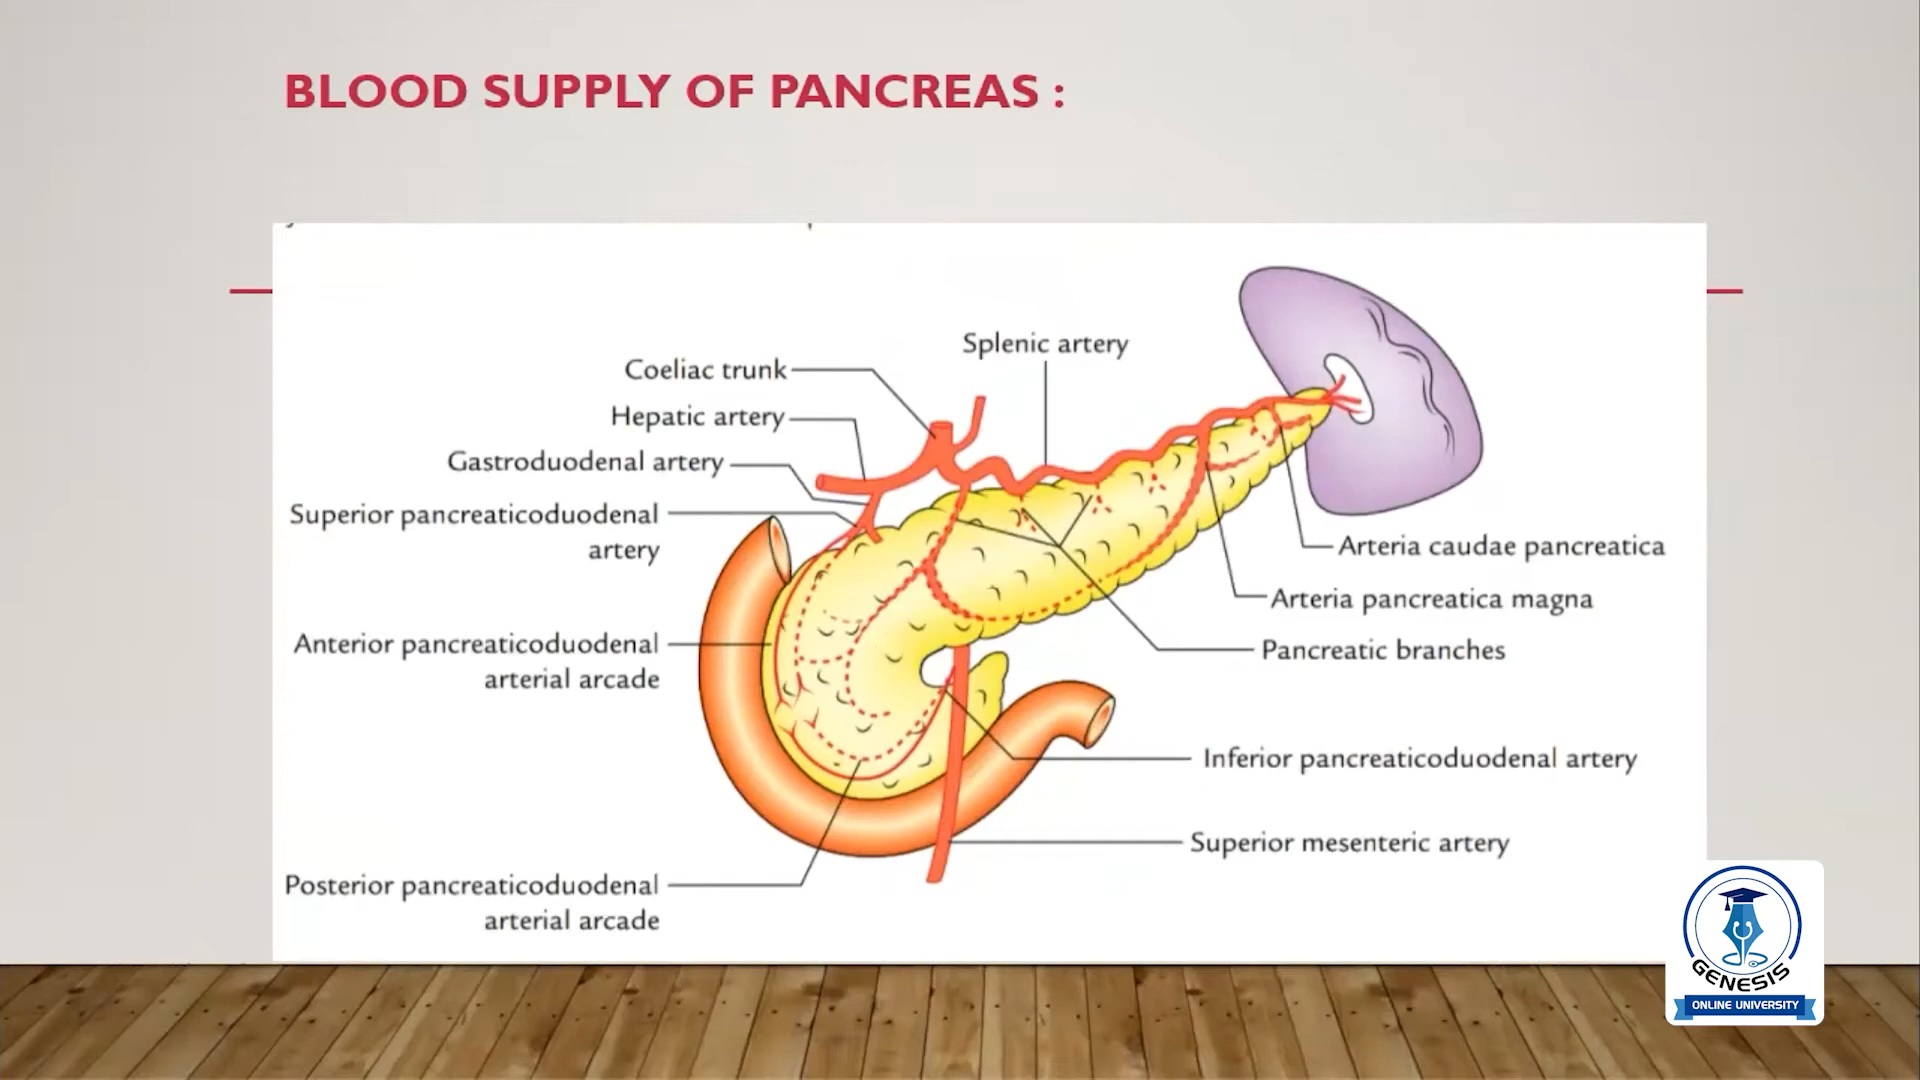 BLOOD SUPPLY OF PANCREAS :
Splenic artery
Coeliac trunk
Hepatic artery
Gastroduodenal artery
Superior pancreaticoduodenal
artery
Arteria caudae pancreatica
Arteria pancreatica magna
Anterior pancreaticoduodenal
arterial arcade
Pancreatic branches
Inferior pancreaticoduodenal artery
Superior mesenteric artery
Posterior pancreaticoduodenal
arterial arcade
GENESIS
ONLINE UNIVERSITY